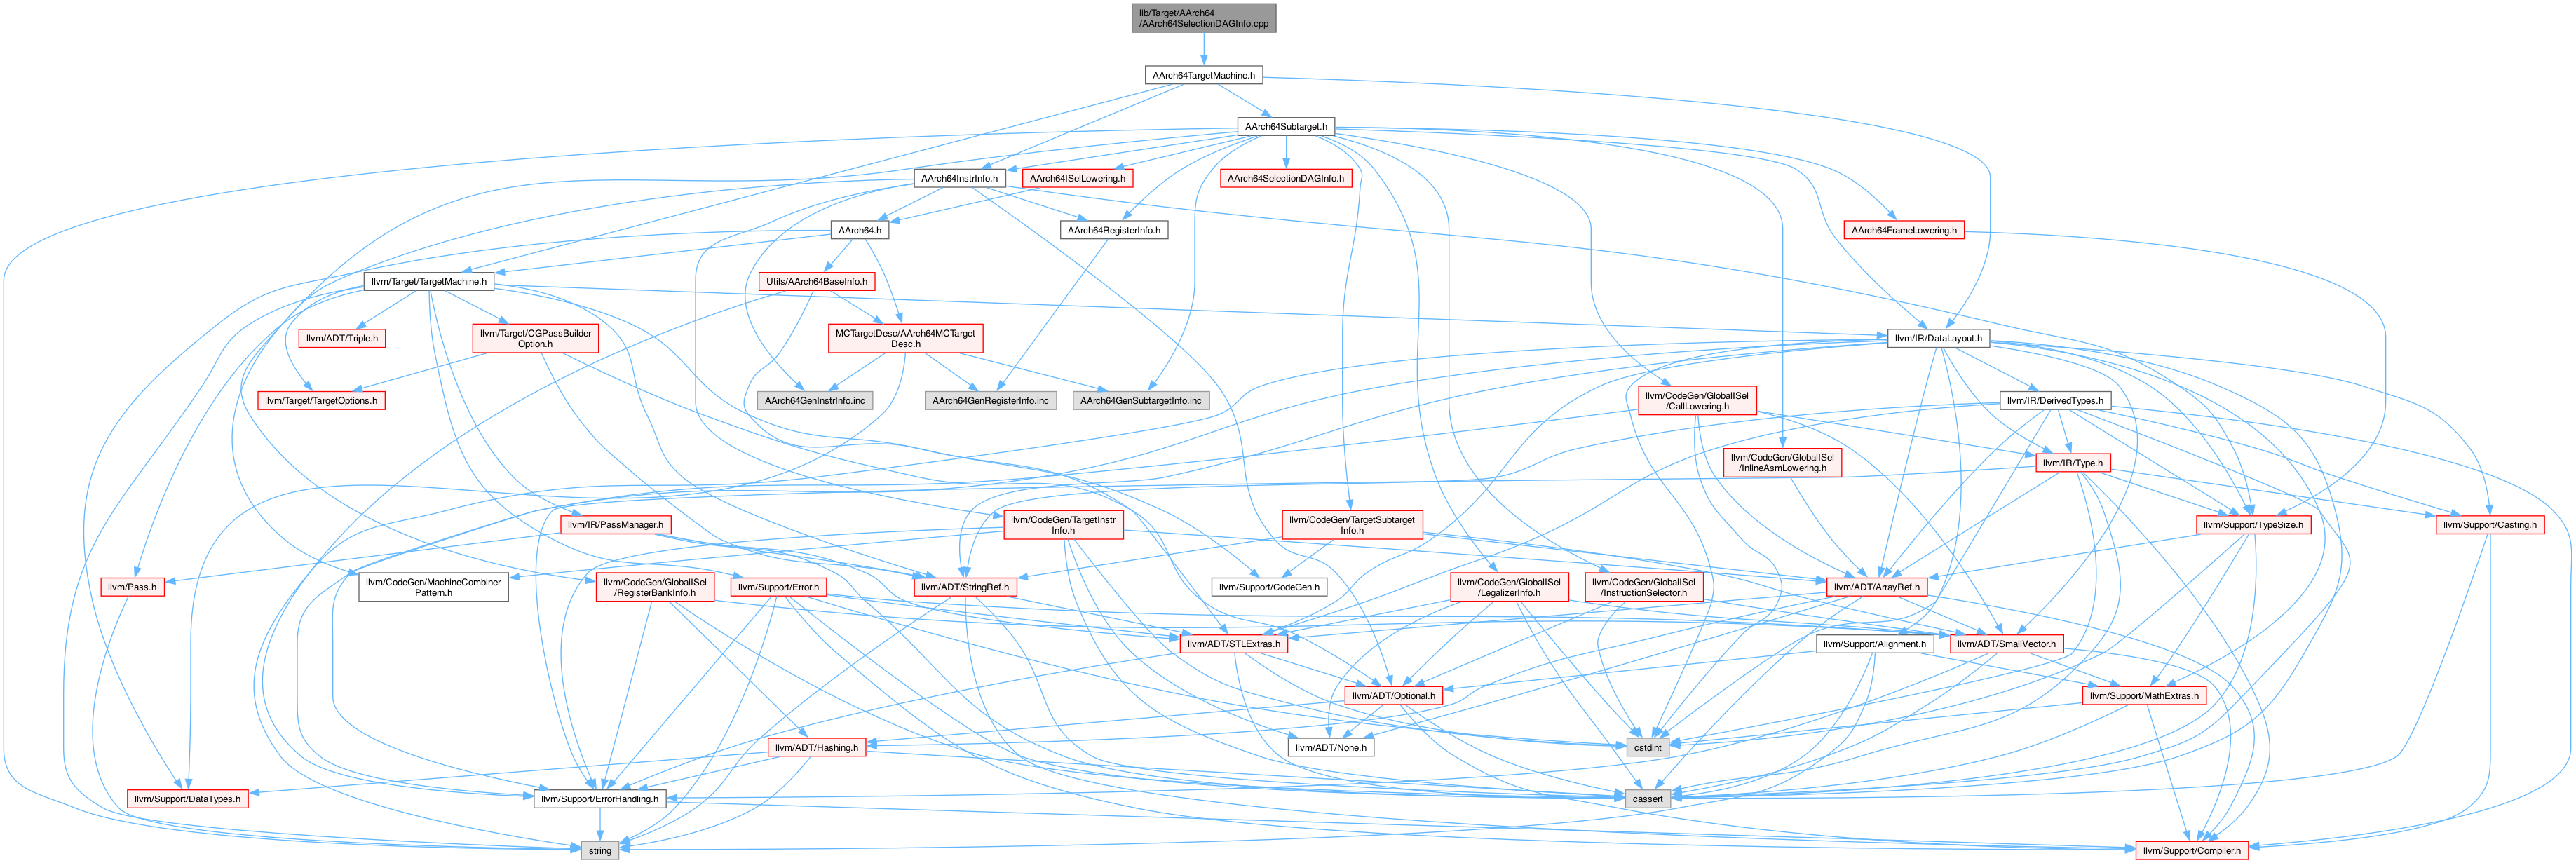 lib/Target/AArch64
/AArch64SelectionDAGInfo.cpp
AArch64TargetMachine.h
AArch64Subtarget.h
AArch64InstrInfo.h
AArch64ISelLowering.h
AArch64SelectionDAGInfo.h
AArch64.h
AArch64RegisterInfo.h
AArch64FrameLowering.h
llvm/Target/TargetMachine.h
Utils/AArch64BaseInfo.h
llvm/ADT/Triple.h
llvm/Target/CGPassBuilder
Option.h
MCTargetDesc/AArch64MCTarget
Desc.h
llvm/IR/DataLayout.h
llvm/Target/TargetOptions.h
AArch64GenInstrInfo.inc
AArch64GenRegisterInfo.inc
AArch64GenSubtargetInfo.inc
llvm/CodeGen/GlobalISel
/CallLowering.h
llvm/IR/DerivedTypes.h
llvm/CodeGen/GlobalISel
/InlineAsmLowering.h
llvm/IR/Type.h
llvm/IR/PassManager.h
llvm/CodeGen/TargetInstr
Info.h
llvm/CodeGen/TargetSubtarget
Info.h
llvm/Support/TypeSize.h
llvm/Support/Casting.h
llvm/Pass.h
llvm/CodeGen/MachineCombiner
Pattern.h
llvm/CodeGen/GlobalISel
/RegisterBankInfo.h
llvm/Support/Error.h
llvm/ADT/StringRef.h
llvm/Support/CodeGen.h
llvm/CodeGen/GlobalISel
/LegalizerInfo.h
llvm/CodeGen/GlobalISel
/InstructionSelector.h
llvm/ADT/ArrayRef.h
llvm/ADT/STLExtras.h
llvm/Support/Alignment.h
llvm/ADT/SmallVector.h
llvm/ADT/Optional.h
llvm/Support/MathExtras.h
llvm/ADT/Hashing.h
llvm/ADT/None.h
cstdint
llvm/Support/DataTypes.h
llvm/Support/ErrorHandling.h
cassert
string
llvm/Support/Compiler.h